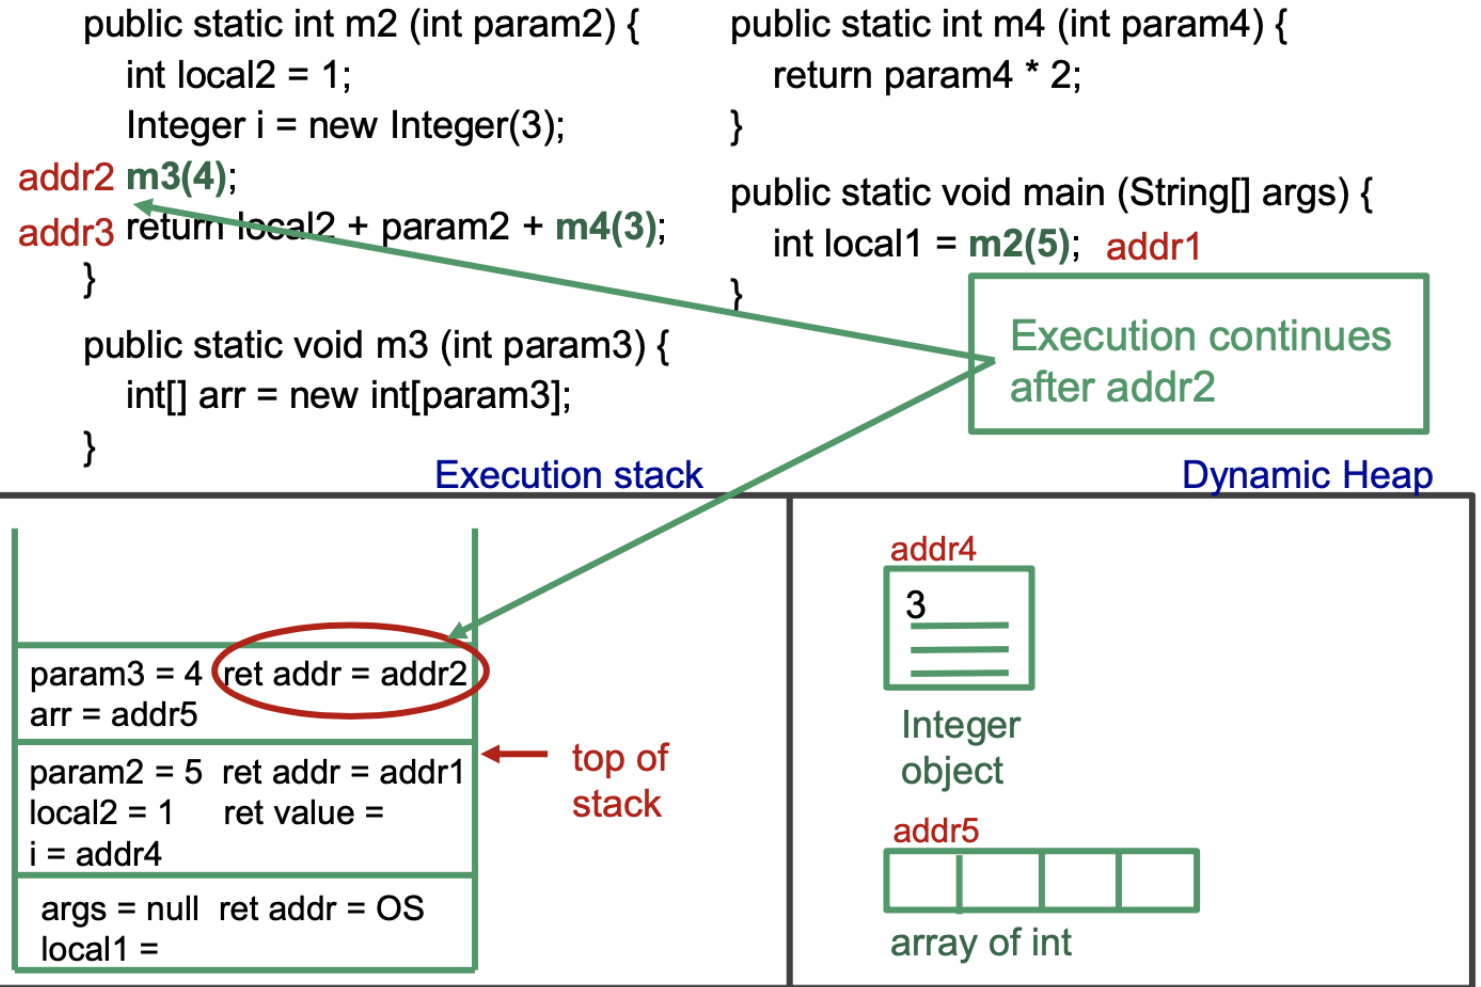 public static int m2 (int param2) {
int local2 = 1;
Integer i = new Integer(3);
addr2 m3(4);
addr3 return local2 + param2 + m4(3);
}
public static void m3 (int param3) {
int[] arr = new int[param3];
}
public static int m4 (int param4) {
return param4 * 2;
}
public static void main (String[] args) {
int local1 = m2(5); addr1
}
Execution continues
after addr2
Execution stack
param3 = 4 ret addr = addr2
arr = addr5
param2 = 5 ret addr = addr1
local2 = 1 ret value =
i = addr4
args = null ret addr = OS
local1 =
top of
stack
Dynamic Heap
addr4
3
Integer
object
addr5
array of int